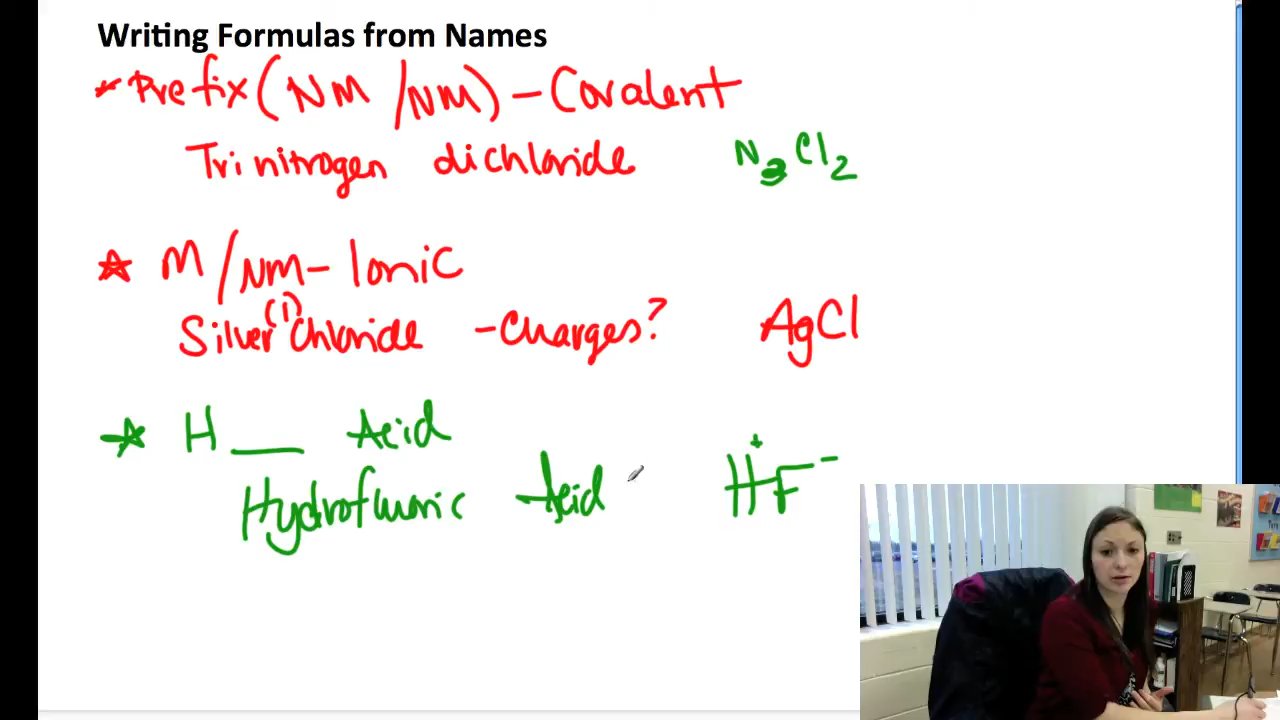 Writing Formulas from Names
* Prefix (NM/NM) - Covalent
Trinitrogen dichloride N3Cl2
☆ M/NM - Ionic
Silver(I) Chloride - Charges? AgCl
☆ H__ Acid
Hydrofluoric Acid H+F-